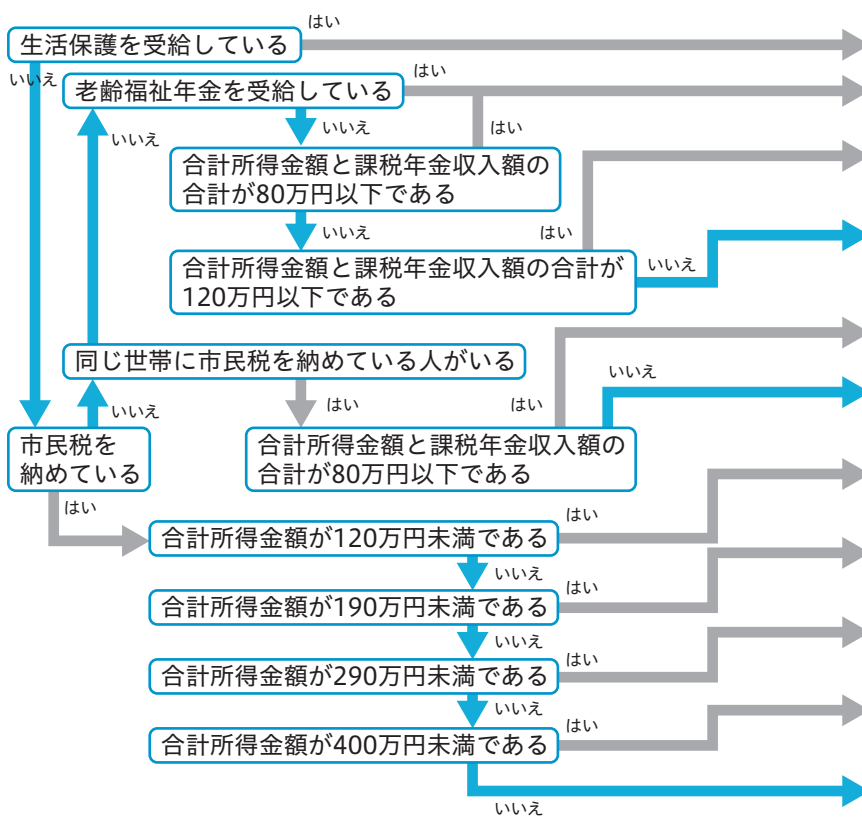 はい
生活保護を受給している
いいえ
はい
老齢福祉年金を受給している
いいえ
いいえ
はい
合計所得金額と課税年金収入額の
合計が80万円以下である
いいえ
はい
合計所得金額と課税年金収入額の合計が
120万円以下である
いいえ
同じ世帯に市民税を納めている人がいる
いいえ
いいえ
はい
はい
市民税を
納めている
合計所得金額と課税年金収入額の
合計が80万円以下である
はい
はい
合計所得金額が120万円未満である
いいえ
はい
合計所得金額が190万円未満である
いいえ
はい
合計所得金額が290万円未満である
いいえ
はい
合計所得金額が400万円未満である
いいえ